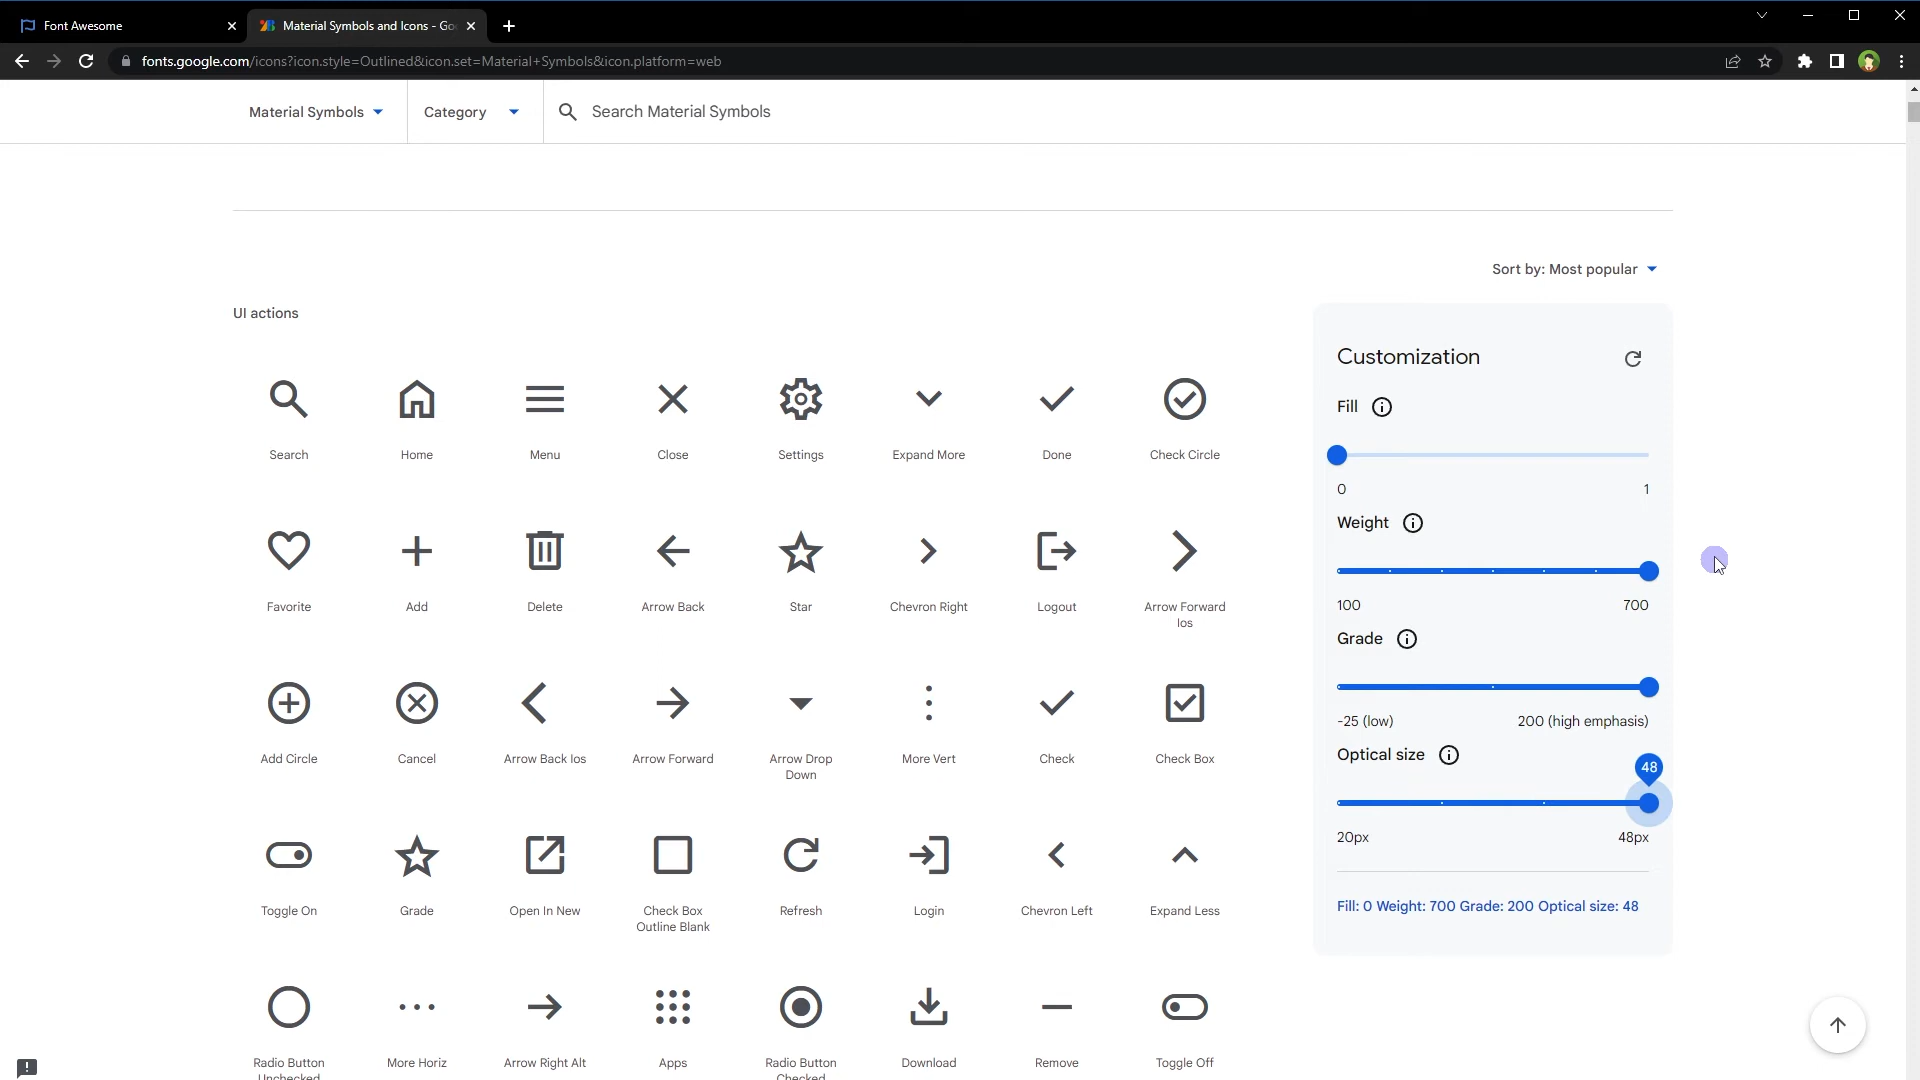 Font Awesome
Material Symbols and Icons - Goo
fonts.google.com/icons?icon.style=Outlined&icon.set=Material+Symbols&icon.platform=web
Material Symbols
Category
Search Material Symbols
Sort by: Most popular
UI actions
Customization
Fill
0 1
Weight
100 700
Grade
-25 (low) 200 (high emphasis)
Optical size
48
20px 48px
Fill: 0 Weight: 700 Grade: 200 Optical size: 48
Search
Home
Menu
Close
Settings
Expand More
Done
Check Circle
Favorite
Add
Delete
Arrow Back
Star
Chevron Right
Logout
Arrow Forward
Ios
Add Circle
Cancel
Arrow Back Ios
Arrow Forward
Arrow Drop
Down
More Vert
Check
Check Box
Toggle On
Grade
Open In New
Check Box
Outline Blank
Refresh
Login
Chevron Left
Expand Less
Radio Button
Unchecked
More Horiz
Arrow Right Alt
Apps
Radio Button
Checked
Download
Remove
Toggle Off